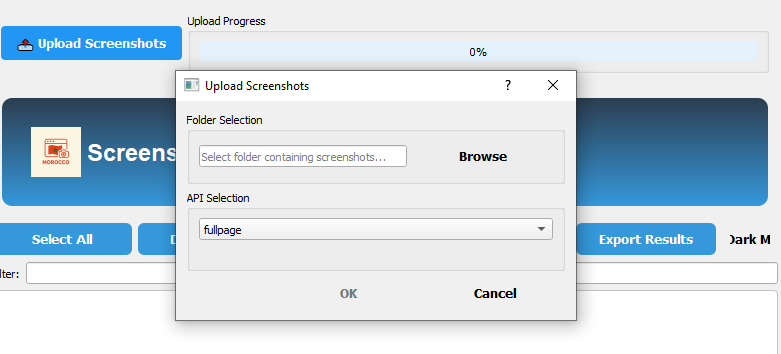 Upload Progress
Upload Screenshots
0%
Upload Screenshots
?
Folder Selection
MOROCCO
Screens
Select folder containing screenshots...
Browse
API Selection
fullpage
Select All
D
Export Results
Dark M
lter:
OK
Cancel